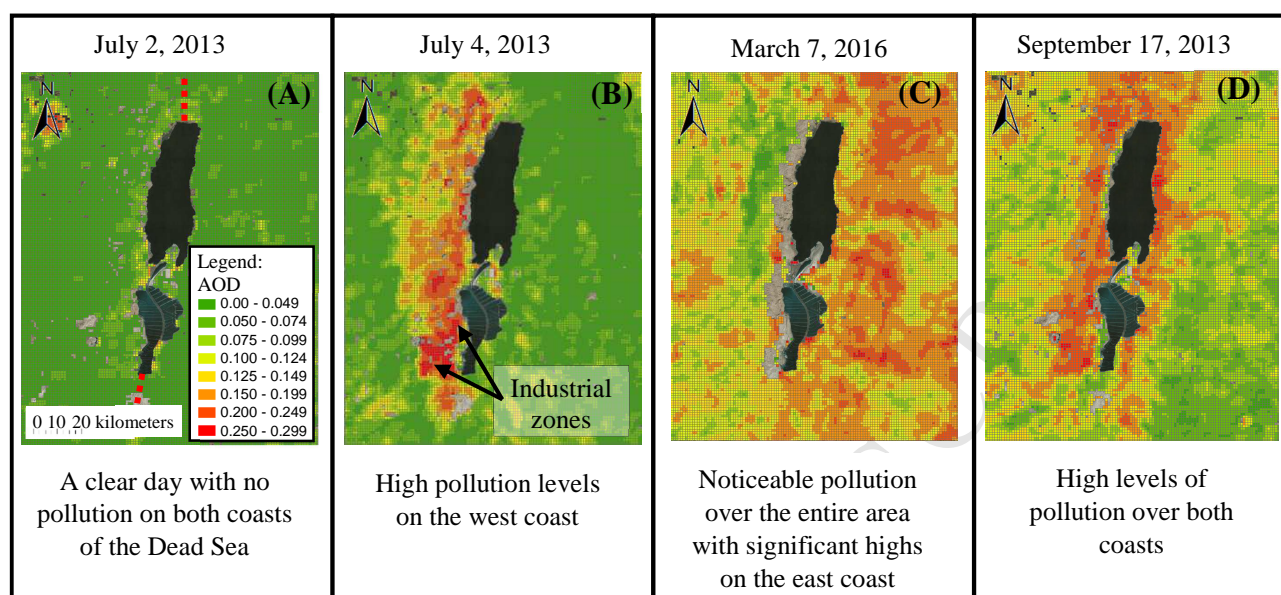 July 2, 2013
July 4, 2013
March 7, 2016
September 17, 2013
N
(A)
N
(B)
N
(C)
N
(D)
Legend:
AOD
0.00 - 0.049
0.050 - 0.074
0.075 - 0.099
0.100 - 0.124
0.125 - 0.149
0.150 - 0.199
0.200 - 0.249
0.250 - 0.299
0 10 20 kilometers
Industrial
zones
A clear day with no
pollution on both coasts
of the Dead Sea
High pollution levels
on the west coast
Noticeable pollution
over the entire area
with significant highs
on the east coast
High levels of
pollution over both
coasts